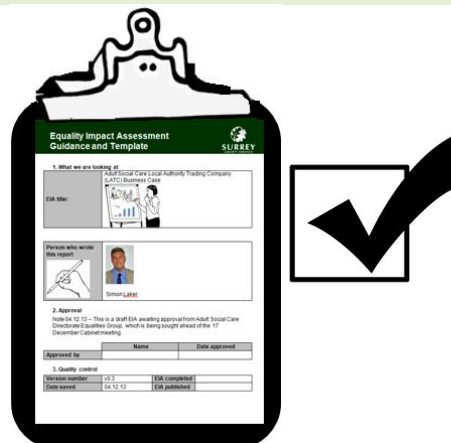 Equality Impact Assessment
Guidance and Template
SURREY
1. What we are looking at
EIA title:
Adult Social Care Local Authority Trading Company
(LATC) Business Case
Person who wrote
this report
Simon Laker
2. Approval
Note 04.12.13 – This is a draft EIA awaiting approval from Adult Social Care
Directorate Equalities Group, which is being sought ahead of the 17
December Cabinet meeting.
Name Date approved
Approved by
3. Quality control
Version number v0.3 EIA completed
Date saved 04.12.13 EIA published